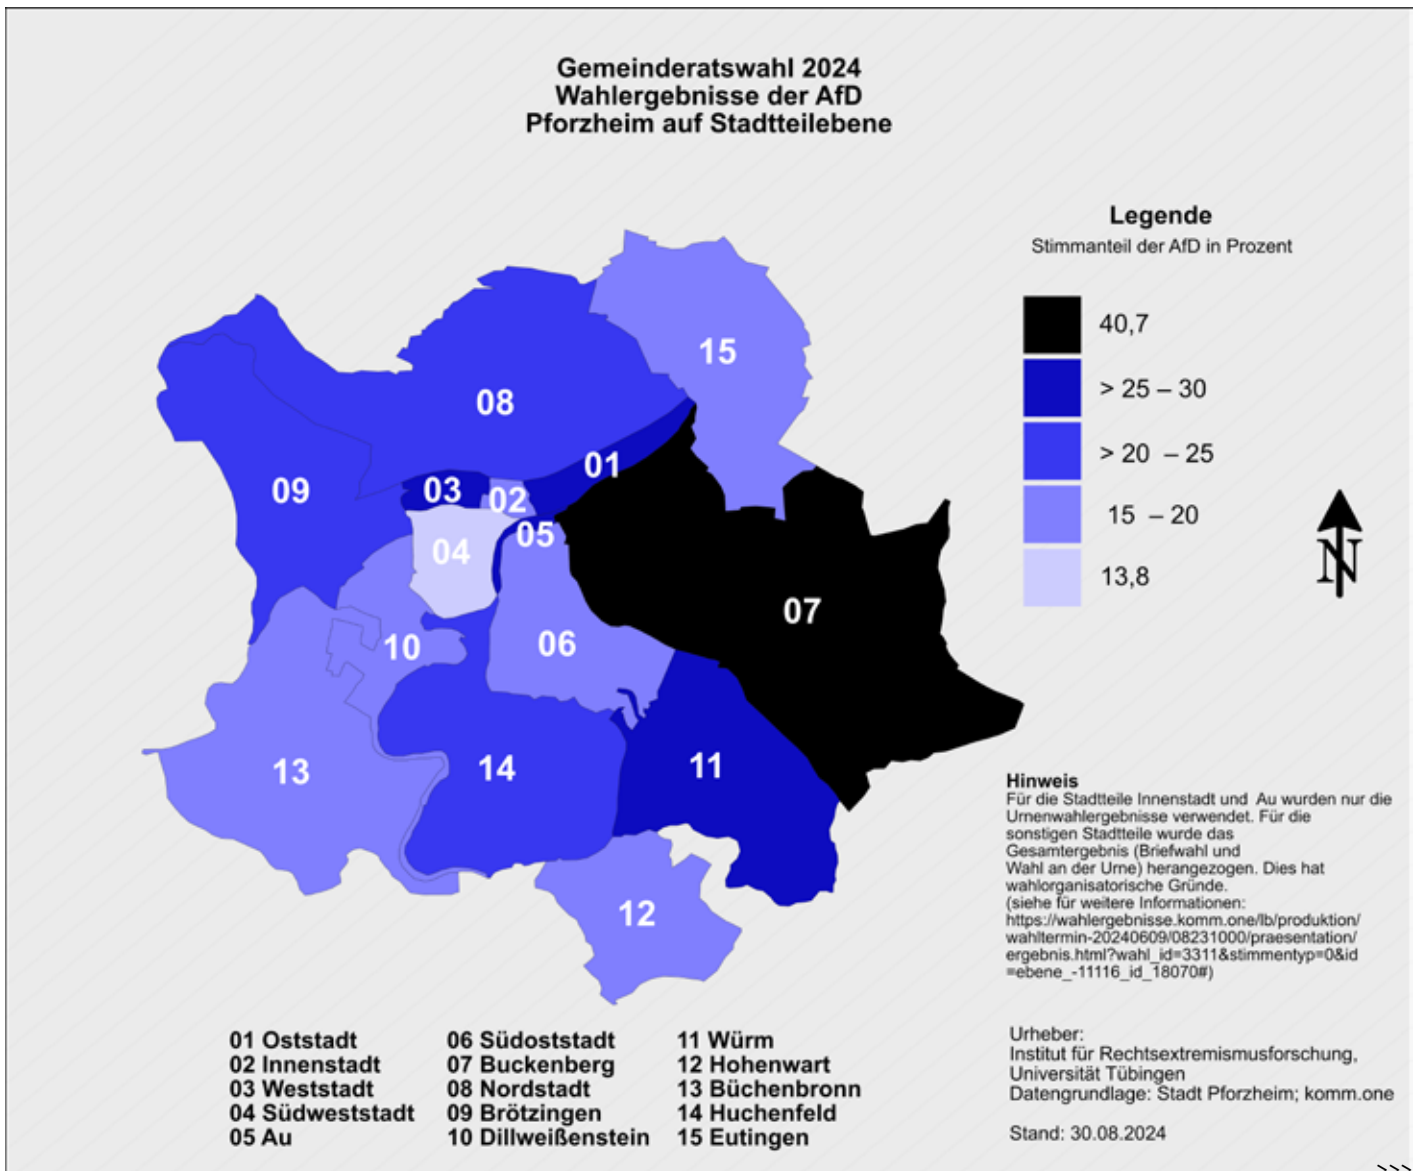 Gemeinderatswahl 2024
Wahlergebnisse der AfD
Pforzheim auf Stadtteilebene
Legende
Stimmanteil der AfD in Prozent
40,7
> 25 – 30
> 20 – 25
15 – 20
13,8
15
08
01
09
03
02
05
04
07
10
06
13
14
11
12
N
Hinweis
Für die Stadtteile Innenstadt und Au wurden nur die
Urnenwahlergebnisse verwendet. Für die
sonstigen Stadtteile wurde das
Gesamtergebnis (Briefwahl und
Wahl an der Urne) herangezogen. Dies hat
wahlorganisatorische Gründe.
(siehe für weitere Informationen:
https://wahlergebnisse.komm.one/lb/produktion/
wahltermin-20240609/08231000/praesentation/
ergebnis.html?wahl_id=3311&stimmentyp=0&id
=ebene_-11116_id_18070#)
01 Oststadt
02 Innenstadt
03 Weststadt
04 Südweststadt
05 Au
06 Südoststadt
07 Buckenberg
08 Nordstadt
09 Brötzingen
10 Dillweißenstein
11 Würm
12 Hohenwart
13 Büchenbronn
14 Huchenfeld
15 Eutingen
Urheber:
Institut für Rechtsextremismusforschung,
Universität Tübingen
Datengrundlage: Stadt Pforzheim; komm.one
Stand: 30.08.2024
>>>